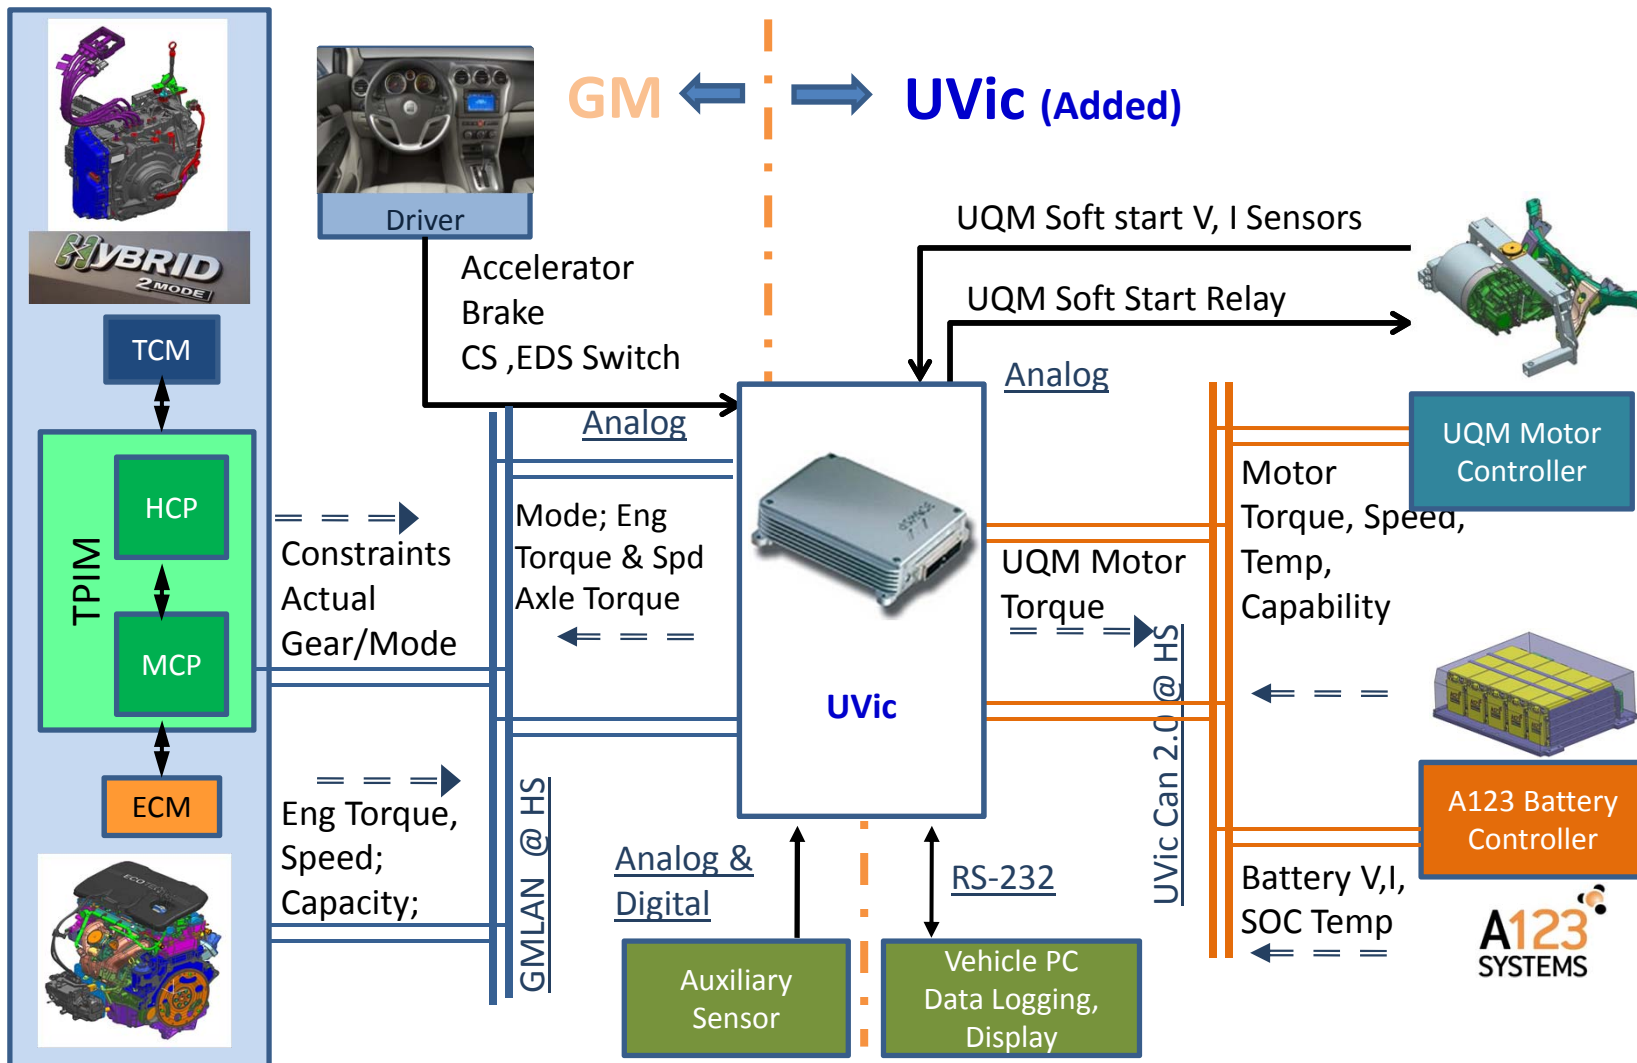 GM
UVic (Added)
Driver
HYBRID
2 MODE
TCM
TPIM
HCP
MCP
ECM
ECOTEC
Accelerator
Brake
CS ,EDS Switch
Analog
UQM Soft start V, I Sensors
UQM Soft Start Relay
Analog
Constraints
Actual
Gear/Mode
Mode; Eng
Torque & Spd
Axle Torque
Eng Torque,
Speed;
Capacity;
GMLAN @ HS
dSPACE
UVic
UQM Motor
Torque
UVic Can 2.0 @ HS
UQM Motor
Controller
Motor
Torque, Speed,
Temp,
Capability
A123 Battery
Controller
Battery V,I,
SOC Temp
A123
SYSTEMS
Analog &
Digital
RS-232
Auxiliary
Sensor
Vehicle PC
Data Logging,
Display